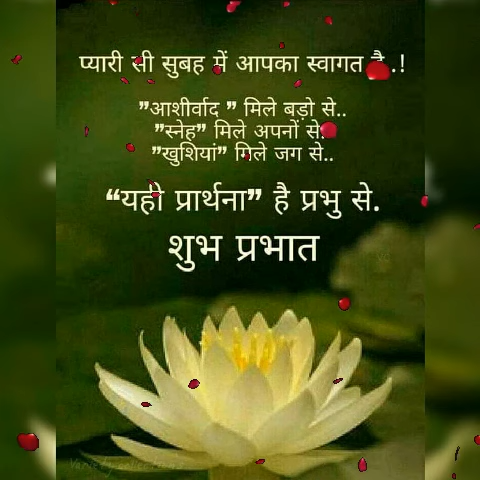 प्यारी सी सुबह में आपका स्वागत है..!
"आशीर्वाद " मिले बड़ो से..
"स्नेह" मिले अपनों से..
"खुशियां" मिले जग से..
“यही प्रार्थना” है प्रभु से.
शुभ प्रभात